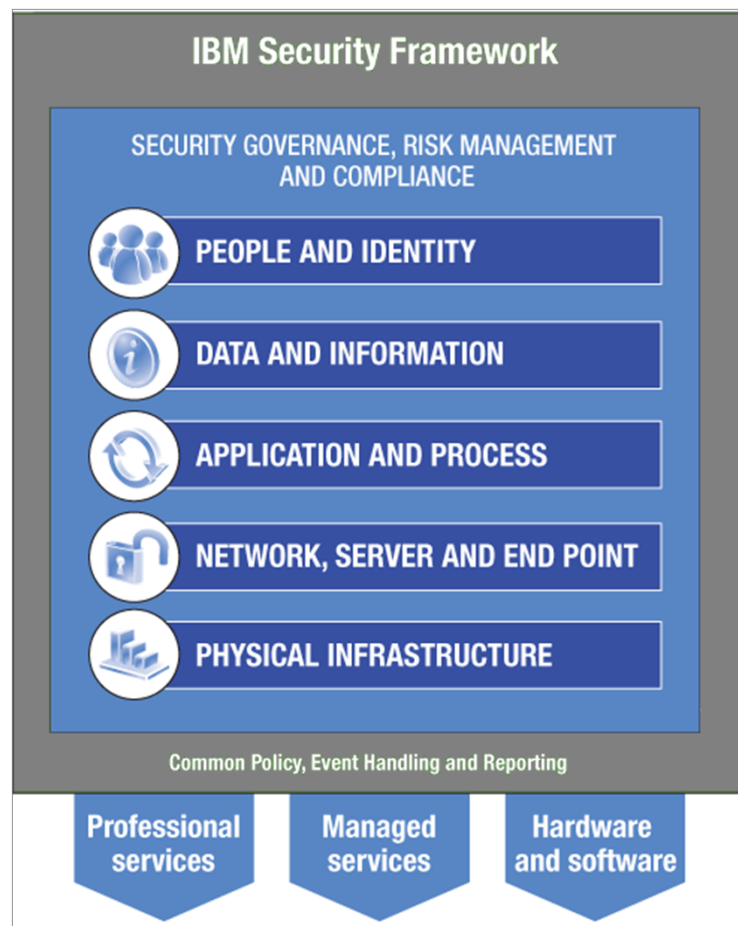 IBM Security Framework
SECURITY GOVERNANCE, RISK MANAGEMENT
AND COMPLIANCE
PEOPLE AND IDENTITY
i
DATA AND INFORMATION
APPLICATION AND PROCESS
NETWORK, SERVER AND END POINT
PHYSICAL INFRASTRUCTURE
Common Policy, Event Handling and Reporting
Professional
services
Managed
services
Hardware
and software